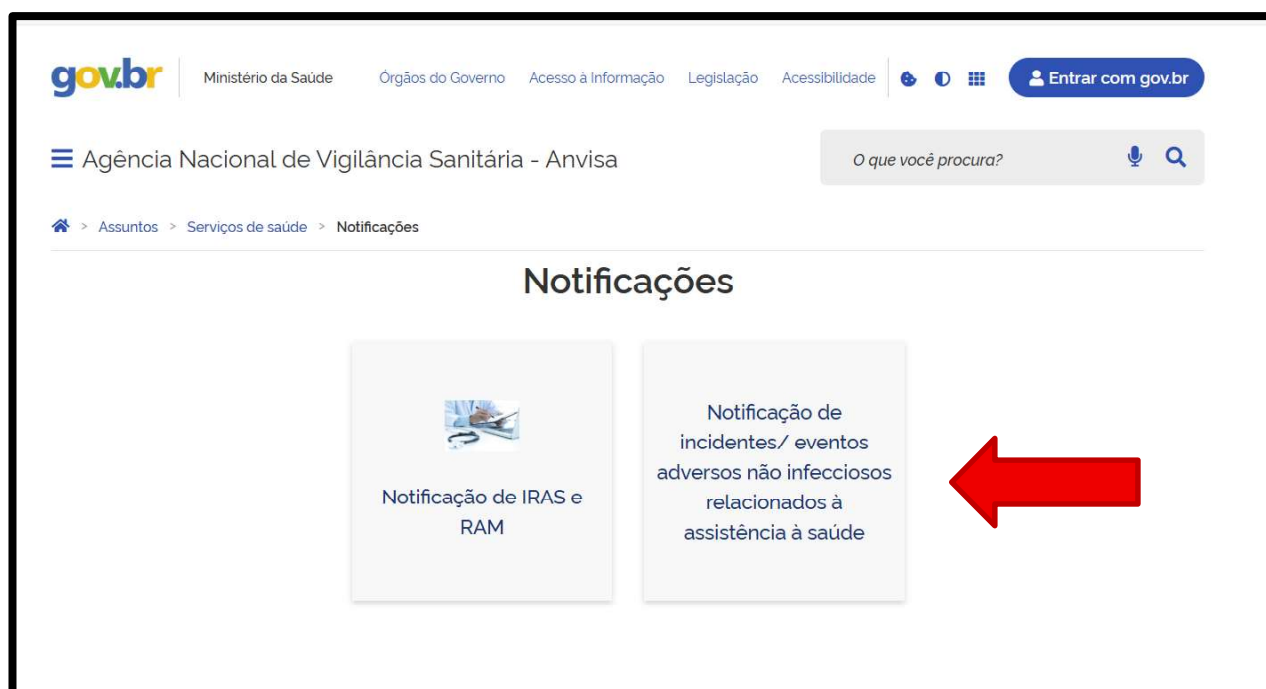 gov.br Ministério da Saúde Órgãos do Governo Acesso à Informação Legislação Acessibilidade Entrar com gov.br
Agência Nacional de Vigilância Sanitária - Anvisa O que você procura?
> Assuntos > Serviços de saúde > Notificações
Notificações
Notificação de IRAS e
RAM
Notificação de
incidentes/ eventos
adversos não infecciosos
relacionados à
assistência à saúde